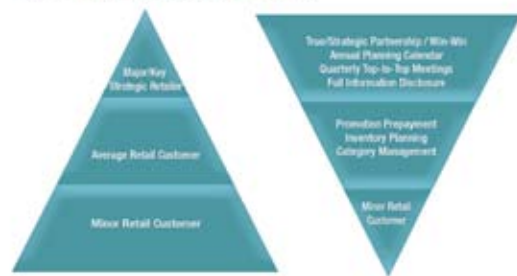 Major/Key
Strategic Retailer
Average Retail Customer
Minor Retail Customer
True/Strategic Partnership / Win-Win
Annual Planning Calendar
Quarterly Top-to-Top Meetings
Full Information Disclosure
Promotion Prepayment
Inventory Planning
Category Management
Minor Retail
Customer